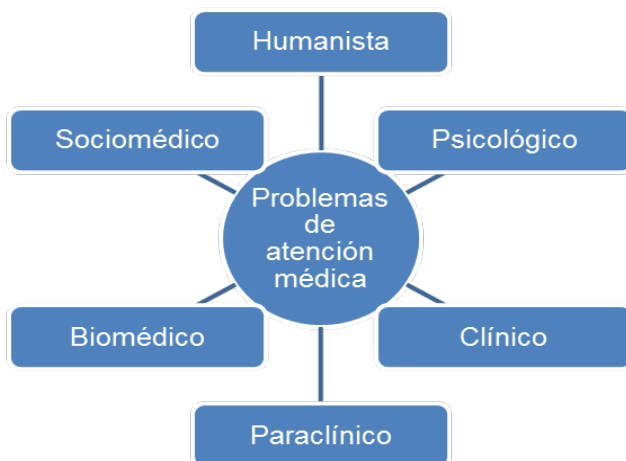 Humanista
Sociomédico
Psicológico
Problemas
de
atención
médica
Biomédico
Clínico
Paraclínico